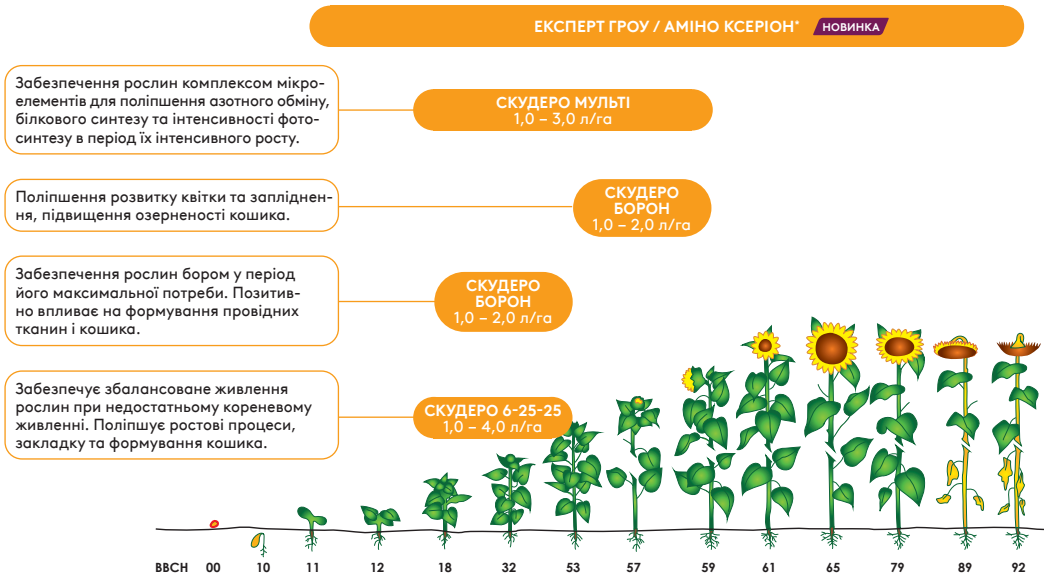 ЕКСПЕРТ ГРОУ / АМІНО КСЕРІОН* НОВИНКА
Забезпечення рослин комплексом мікро-
елементів для поліпшення азотного обміну,
білкового синтезу та інтенсивності фото-
синтезу в період їх інтенсивного росту.
СКУДЕРО МУЛЬТІ
1,0 – 3,0 л/га
Поліпшення розвитку квітки та запліднен-
ня, підвищення озерненості кошика.
СКУДЕРО
БОРОН
1,0 – 2,0 л/га
Забезпечення рослин бором у період
його максимальної потреби. Позитив-
но впливає на формування провідних
тканин і кошика.
СКУДЕРО
БОРОН
1,0 – 2,0 л/га
Забезпечує збалансоване живлення
рослин при недостатньому кореневому
живленні. Поліпшує ростові процеси,
закладку та формування кошика.
СКУДЕРО 6-25-25
1,0 – 4,0 л/га
ВВСН 00 10 11 12 18 32 53 57 59 61 65 79 89 92